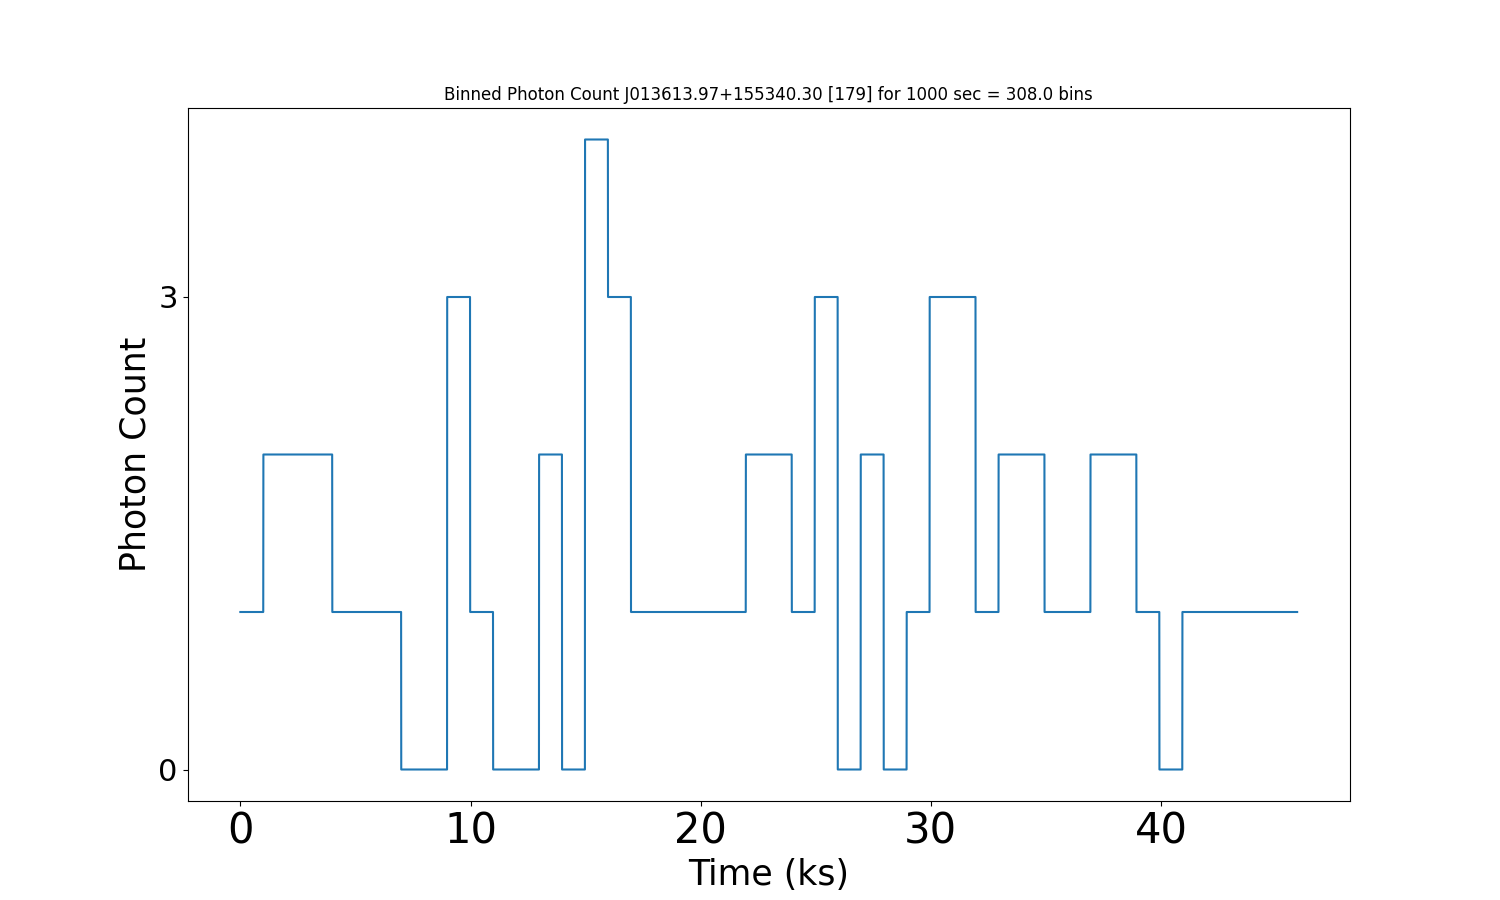 Binned Photon Count J013613.97+155340.30 [179] for 1000 sec = 308.0 bins
3
Photon Count
0
0 10 20 30 40
Time (ks)